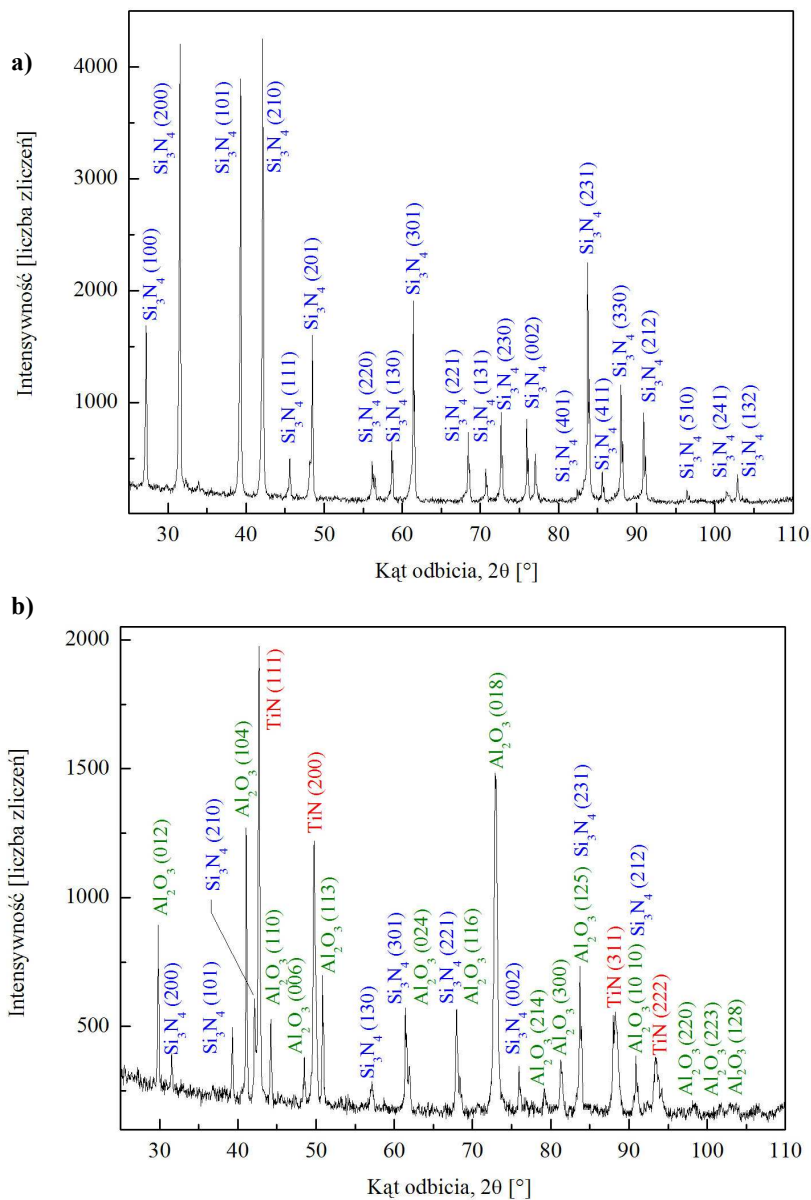 a)
Intensywność [liczba zliczeń]
4000
3000
2000
1000
Si₃N₄ (100)
Si₃N₄ (200)
Si₃N₄ (101)
Si₃N₄ (210)
Si₃N₄ (111)
Si₃N₄ (201)
Si₃N₄ (220)
Si₃N₄ (130)
Si₃N₄ (301)
Si₃N₄ (221)
Si₃N₄ (131)
Si₃N₄ (230)
Si₃N₄ (002)
Si₃N₄ (401)
Si₃N₄ (231)
Si₃N₄ (411)
Si₃N₄ (330)
Si₃N₄ (212)
Si₃N₄ (510)
Si₃N₄ (241)
Si₃N₄ (132)
30 40 50 60 70 80 90 100 110
Kąt odbicia, 2θ [°]
b)
Intensywność [liczba zliczeń]
2000
1500
1000
500
Al₂O₃ (012)
Si₃N₄ (200)
Si₃N₄ (101)
Si₃N₄ (210)
Al₂O₃ (104)
TiN (111)
Al₂O₃ (110)
Al₂O₃ (006)
TiN (200)
Al₂O₃ (113)
Si₃N₄ (130)
Si₃N₄ (301)
Al₂O₃ (024)
Si₃N₄ (221)
Al₂O₃ (116)
Al₂O₃ (018)
Si₃N₄ (002)
Al₂O₃ (214)
Al₂O₃ (300)
Al₂O₃ (125)
Si₃N₄ (231)
TiN (311)
Al₂O₃ (10 10)
Si₃N₄ (212)
TiN (222)
Al₂O₃ (220)
Al₂O₃ (223)
Al₂O₃ (128)
30 40 50 60 70 80 90 100 110
Kąt odbicia, 2θ [°]